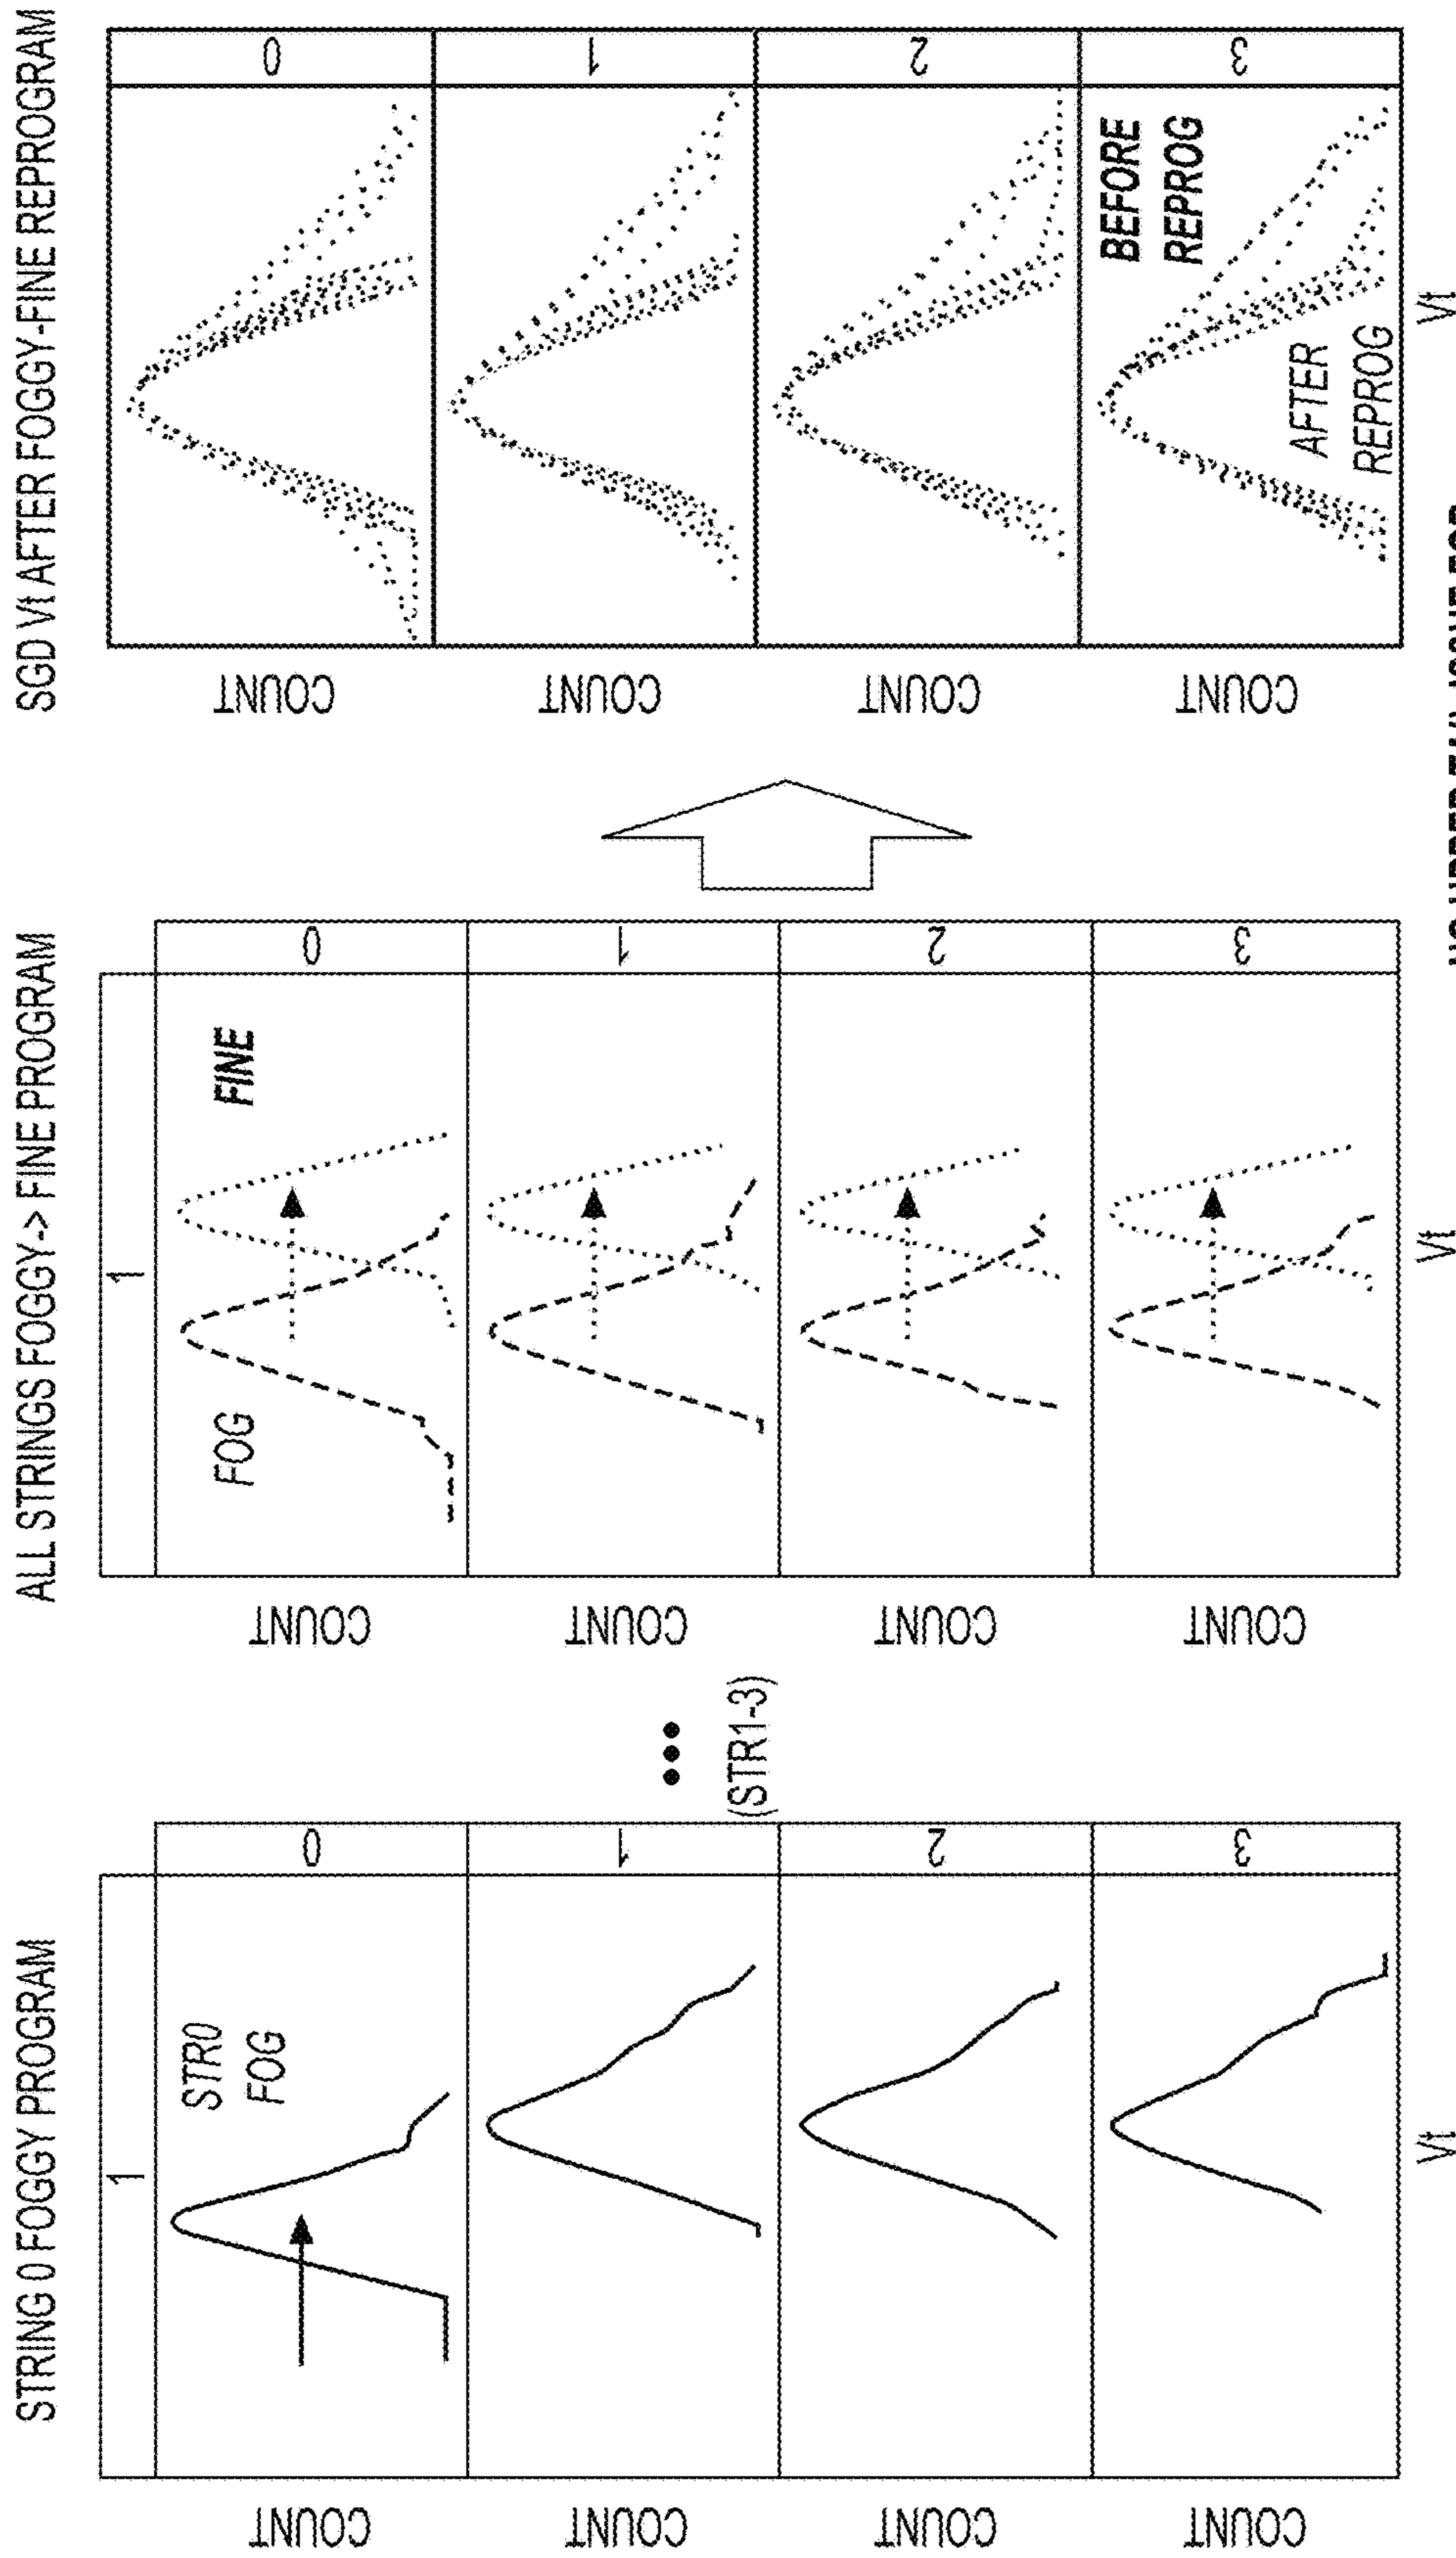 STRING 0 FOGGY PROGRAM
1
COUNT
STR0
FOG
0
COUNT
1
COUNT
2
COUNT
3
Vt
•••
(STR1-3)
ALL STRINGS FOGGY-> FINE PROGRAM
1
COUNT
FOG
FINE
0
COUNT
1
COUNT
2
COUNT
3
Vt
SGD Vt AFTER FOGGY-FINE REPROGRAM
COUNT
0
COUNT
1
COUNT
2
COUNT
BEFORE
REPROG
AFTER
REPROG
3
Vt